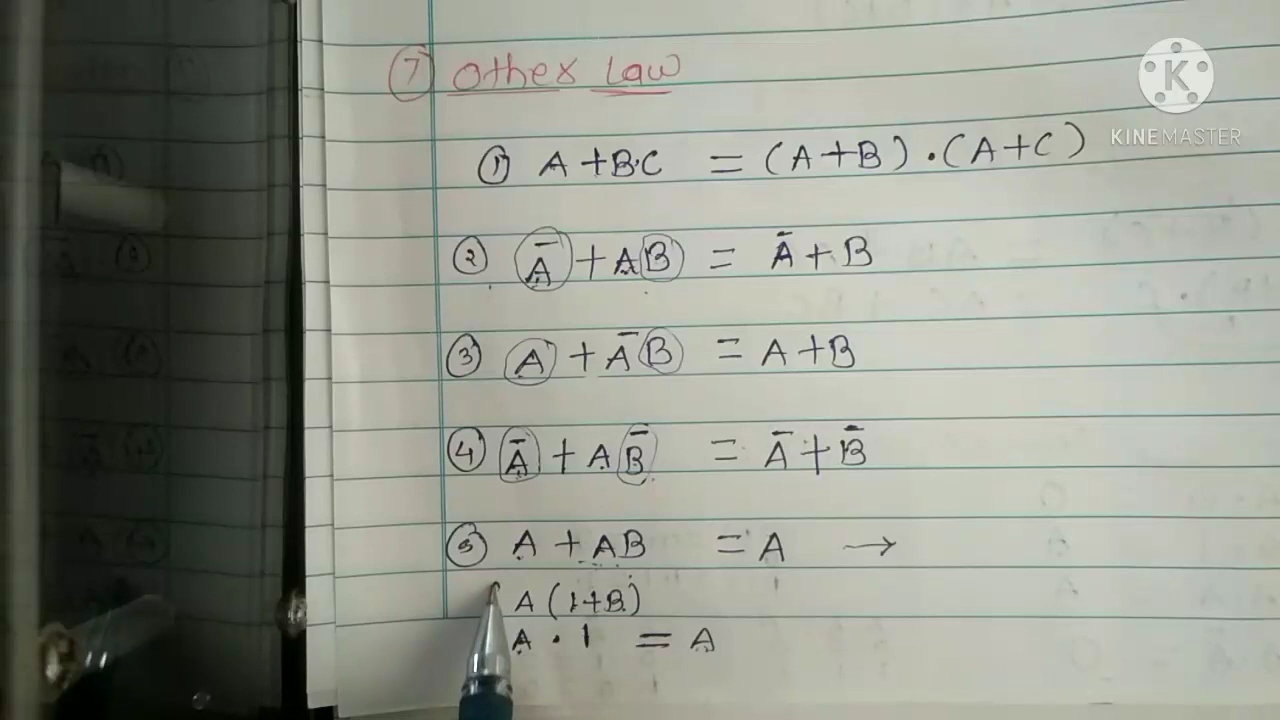 ⑦ Other Law
① A + B·C = (A+B) . (A+C)
② Ā + AB = Ā + B
③ A + ĀB = A + B
④ Ā + AB̄ = Ā + B̄
⑤ A + AB = A →
A (1+B)
A · 1 = A
K
KINEMASTER